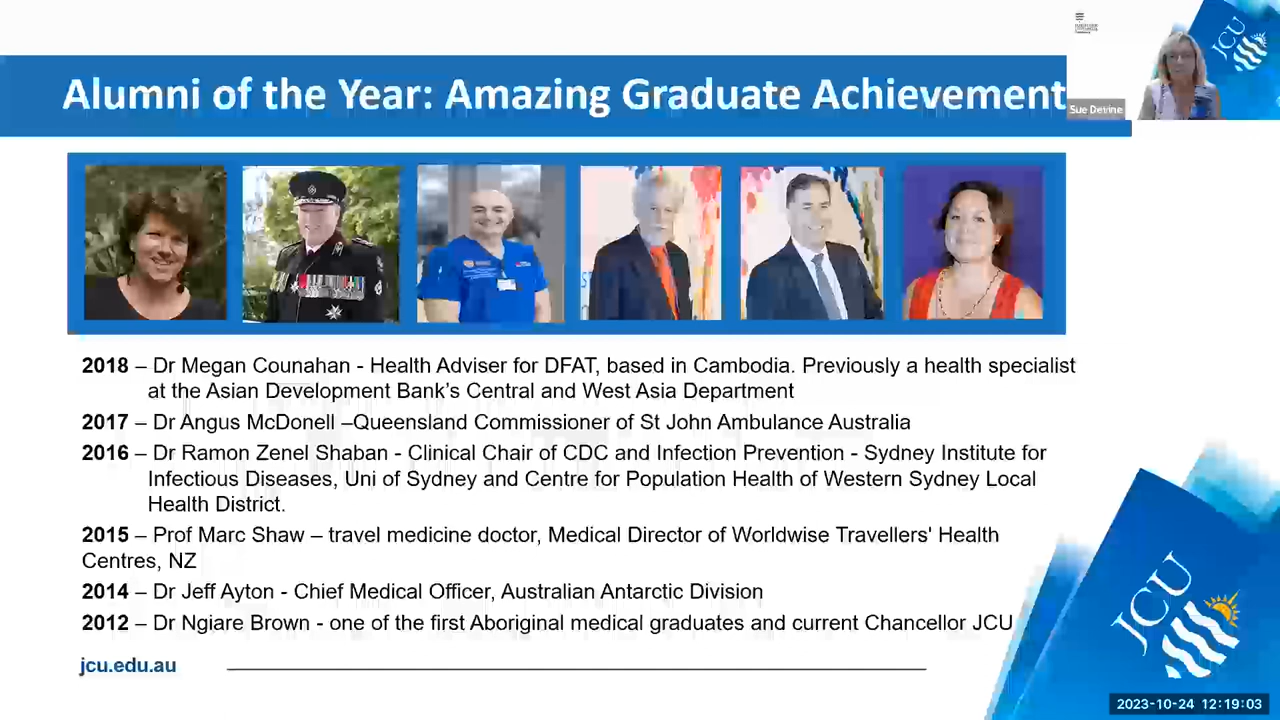 Alumni of the Year: Amazing Graduate Achievement
Sue Devine
JCU
2018 – Dr Megan Counahan - Health Adviser for DFAT, based in Cambodia. Previously a health specialist
at the Asian Development Bank’s Central and West Asia Department
2017 – Dr Angus McDonell –Queensland Commissioner of St John Ambulance Australia
2016 – Dr Ramon Zenel Shaban - Clinical Chair of CDC and Infection Prevention - Sydney Institute for
Infectious Diseases, Uni of Sydney and Centre for Population Health of Western Sydney Local
Health District.
2015 – Prof Marc Shaw – travel medicine doctor, Medical Director of Worldwise Travellers' Health
Centres, NZ
2014 – Dr Jeff Ayton - Chief Medical Officer, Australian Antarctic Division
2012 – Dr Ngiare Brown - one of the first Aboriginal medical graduates and current Chancellor JCU
jcu.edu.au
JCU
2023-10-24 12:19:03